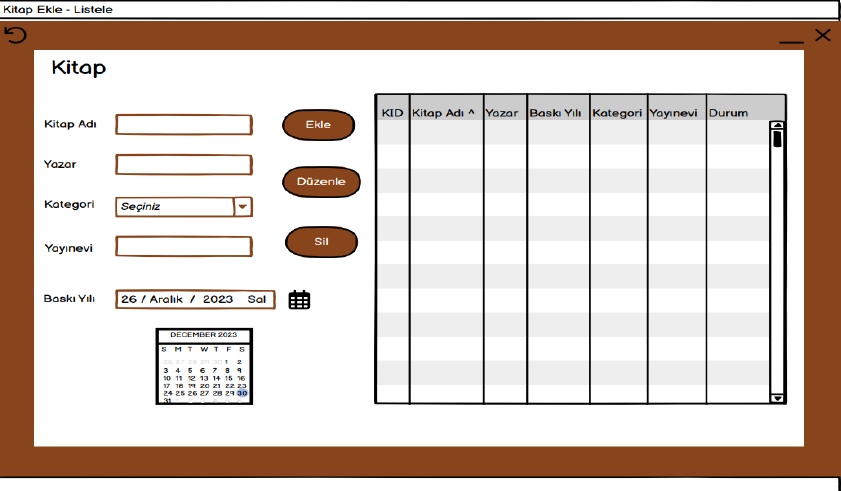 Kitap Ekle - Listele
Kitap
Kitap Adı
Yazar
Kategori
Seçiniz
Yayınevi
Baskı Yılı
26 / Aralık / 2023 Sal
Ekle
Düzenle
Sil
DECEMBER 2023
S M T W T F S
26 27 28 29 30 1 2
3 4 5 6 7 8 9
10 11 12 13 14 15 16
17 18 19 20 21 22 23
24 25 26 27 28 29 30
31
KID Kitap Adı ^ Yazar Baskı Yılı Kategori Yayınevi Durum